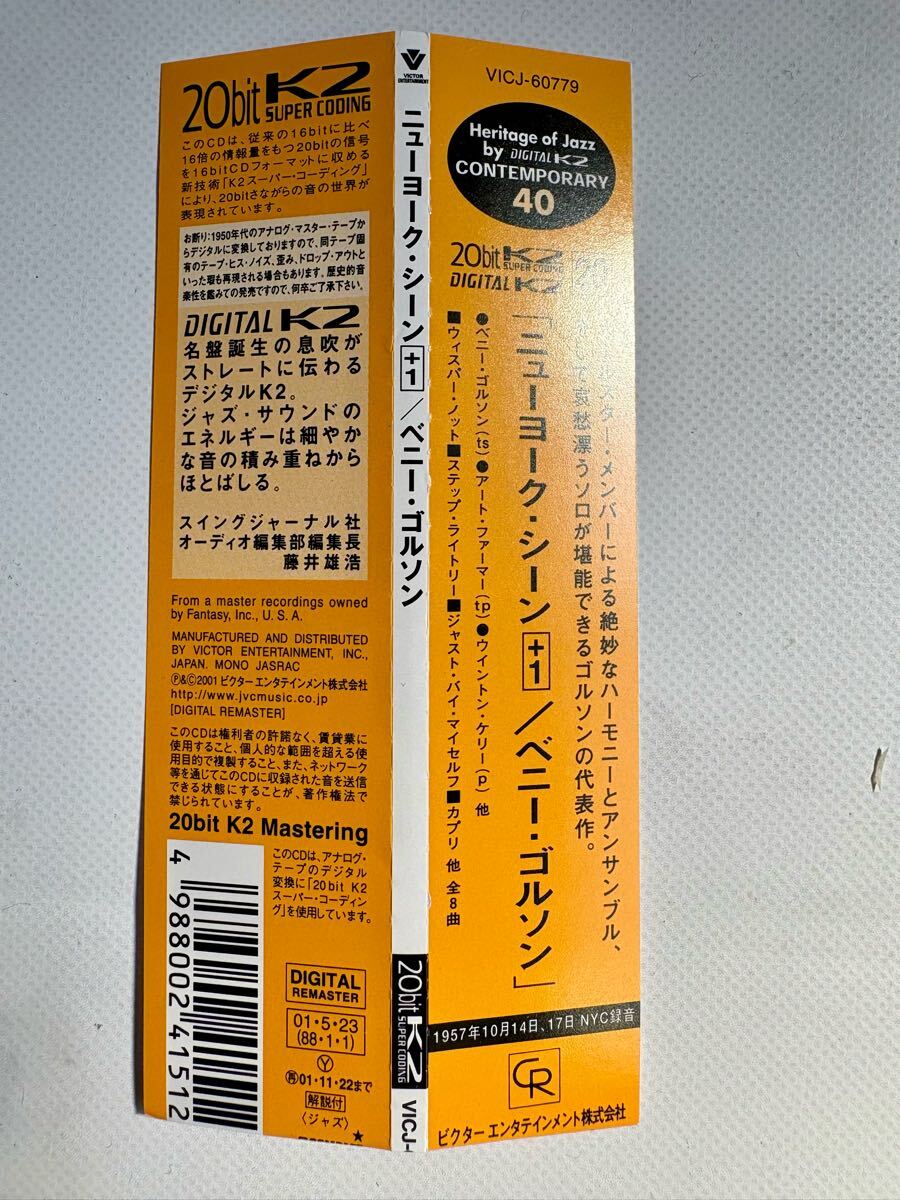 20bit K2
SUPER CODING
このCDは、従来の16bitに比べ
16倍の情報量をもつ20bitの信号
を16bitCDフォーマットに収める
新技術「K2スーパー・コーディング」
により、20bitさながらの音の世界が
表現されています。
お断り:1950年代のアナログ・マスター・テープか
らデジタルに変換しておりますので、同テープ固
有のテープ・ヒス・ノイズ、歪み、ドロップ・アウトと
いった瑕も再現される場合もあります。歴史的音
楽性を鑑みての発売ですので、何卒ご了承下さい。
DIGITAL K2
名盤誕生の息吹が
ストレートに伝わる
デジタルK2。
ジャズ・サウンドの
エネルギーは細やか
な音の積み重ねから
ほとばしる。
スイングジャーナル社
オーディオ編集部編集長
藤井雄浩
From a master recordings owned
by Fantasy, Inc., U. S. A.
MANUFACTURED AND DISTRIBUTED
BY VICTOR ENTERTAINMENT, INC.,
JAPAN. MONO JASRAC
Ⓟ&Ⓒ2001 ビクター エンタテインメント株式会社
http://www.jvcmusic.co.jp
[DIGITAL REMASTER]
このCDは権利者の許諾なく、賃貸業に
使用すること、個人的な範囲を超える使
用目的で複製すること、また、ネットワーク
等を通じてこのCDに収録された音を送信
できる状態にすることが、著作権法で
禁じられています。
20bit K2 Mastering
このCDは、アナログ・
テープのデジタル
変換に「20bit K2
スーパー・コーディン
グ」を使用しています。
4 988002 41512
DIGITAL
REMASTER
01・5・23
(88・1・1)
Ⓨ
再01・11・22まで
解説付
〈ジャズ〉
★
VICTOR
ENTERTAINMENT
ニューヨーク・シーン+1/ベニー・ゴルソン
20bit K2
SUPER CODING
VICJ-
VICJ-60779
Heritage of Jazz
by DIGITAL K2
CONTEMPORARY
40
20bit K2
SUPER CODING
DIGITAL K2
スター・メンバーによる絶妙なハーモニーとアンサンブル、
て哀愁漂うソロが堪能できるゴルソンの代表作。
「ニューヨーク・シーン+1/ベニー・ゴルソン」
●ベニー・ゴルソン(ts)●アート・ファーマー(tp)●ウイントン・ケリー(p) 他
■ウィスパー・ノット■ステップ・ライトリー■ジャスト・バイ・マイセルフ■カプリ 他 全8曲
1957年10月14日、17日 NYC録音
CR
ビクター エンタテインメント株式会社